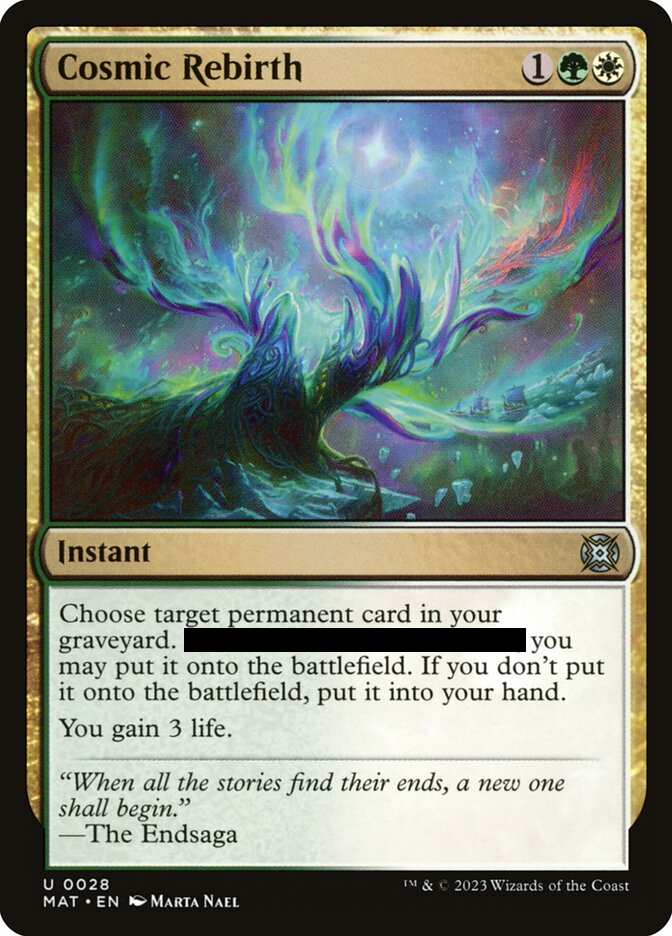 Cosmic Rebirth 1
Instant
Choose target permanent card in your
graveyard. you
may put it onto the battlefield. If you don't put
it onto the battlefield, put it into your hand.
You gain 3 life.
“When all the stories find their ends, a new one
shall begin.”
—The Endsaga
U 0028
MAT • EN Marta Nael
™ & © 2023 Wizards of the Coast